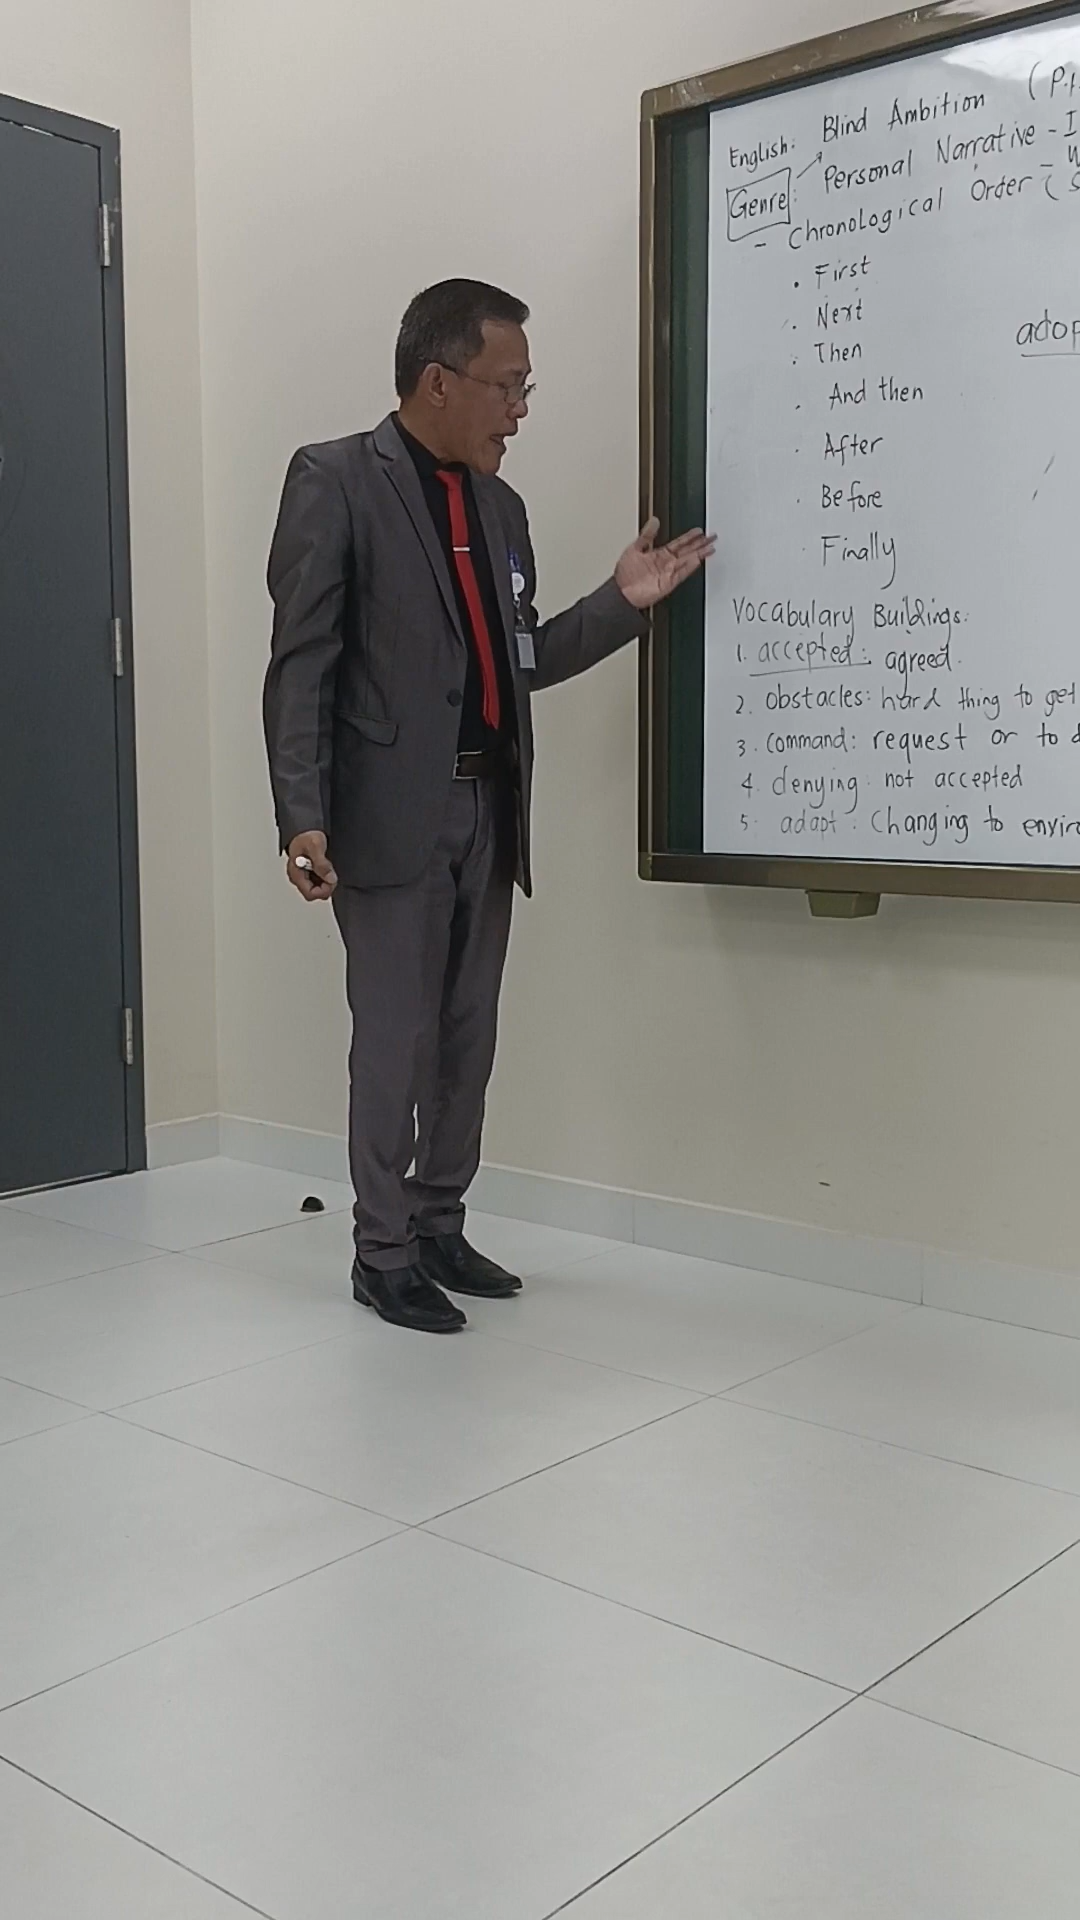 English: Blind Ambition (P.
Genre: Personal Narrative - I
- Chronological Order
. First
. Next
. Then
. And then
. After
. Before
. Finally
adop
Vocabulary Buildings:
1. accepted: agreed.
2. obstacles: hard thing to get
3. command: request or to d
4. denying: not accepted
5. adapt: Changing to enviro